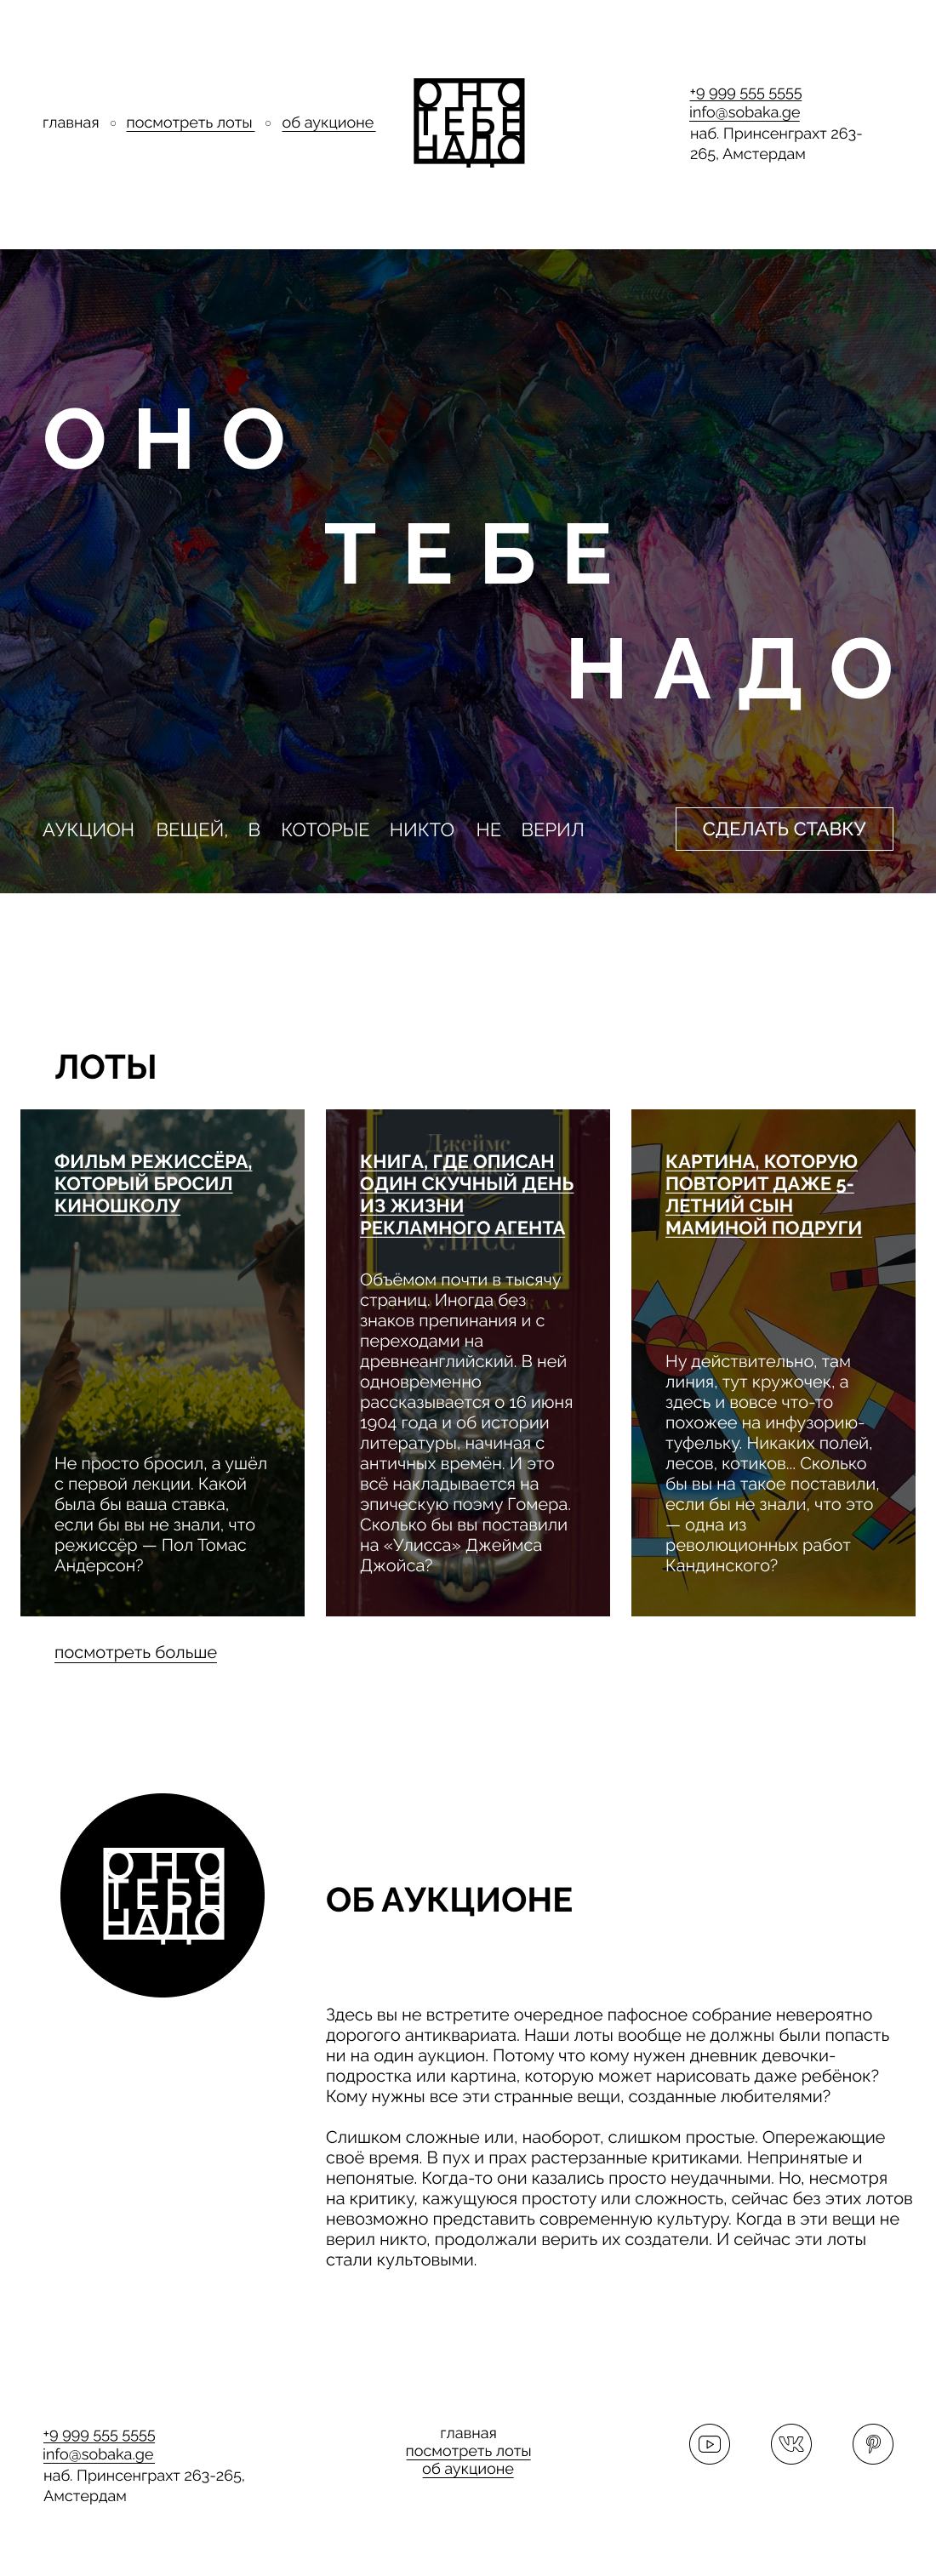 главная ○ посмотреть лоты ○ об аукционе
ОНО
ТЕБЕ
НАДО
+9 999 555 5555
info@sobaka.ge
наб. Принсенграхт 263-
265, Амстердам
ОНО
ТЕБЕ
НАДО
АУКЦИОН ВЕЩЕЙ, В КОТОРЫЕ НИКТО НЕ ВЕРИЛ
СДЕЛАТЬ СТАВКУ
ЛОТЫ
ФИЛЬМ РЕЖИССЁРА,
КОТОРЫЙ БРОСИЛ
КИНОШКОЛУ
Не просто бросил, а ушёл
с первой лекции. Какой
была бы ваша ставка,
если бы вы не знали, что
режиссёр — Пол Томас
Андерсон?
Джеймс
УЛИСС
КНИГА, ГДЕ ОПИСАН
ОДИН СКУЧНЫЙ ДЕНЬ
ИЗ ЖИЗНИ
РЕКЛАМНОГО АГЕНТА
Объёмом почти в тысячу
страниц. Иногда без
знаков препинания и с
переходами на
древнеанглийский. В ней
одновременно
рассказывается о 16 июня
1904 года и об истории
литературы, начиная с
античных времён. И это
всё накладывается на
эпическую поэму Гомера.
Сколько бы вы поставили
на «Улисса» Джеймса
Джойса?
КАРТИНА, КОТОРУЮ
ПОВТОРИТ ДАЖЕ 5-
ЛЕТНИЙ СЫН
МАМИНОЙ ПОДРУГИ
Ну действительно, там
линия, тут кружочек, а
здесь и вовсе что-то
похожее на инфузорию-
туфельку. Никаких полей,
лесов, котиков... Сколько
бы вы на такое поставили,
если бы не знали, что это
— одна из
революционных работ
Кандинского?
посмотреть больше
ОНО
ТЕБЕ
НАДО
ОБ АУКЦИОНЕ
Здесь вы не встретите очередное пафосное собрание невероятно
дорогого антиквариата. Наши лоты вообще не должны были попасть
ни на один аукцион. Потому что кому нужен дневник девочки-
подростка или картина, которую может нарисовать даже ребёнок?
Кому нужны все эти странные вещи, созданные любителями?
Слишком сложные или, наоборот, слишком простые. Опережающие
своё время. В пух и прах растерзанные критиками. Непринятые и
непонятые. Когда-то они казались просто неудачными. Но, несмотря
на критику, кажущуюся простоту или сложность, сейчас без этих лотов
невозможно представить современную культуру. Когда в эти вещи не
верил никто, продолжали верить их создатели. И сейчас эти лоты
стали культовыми.
+9 999 555 5555
info@sobaka.ge
наб. Принсенграхт 263-265,
Амстердам
главная
посмотреть лоты
об аукционе